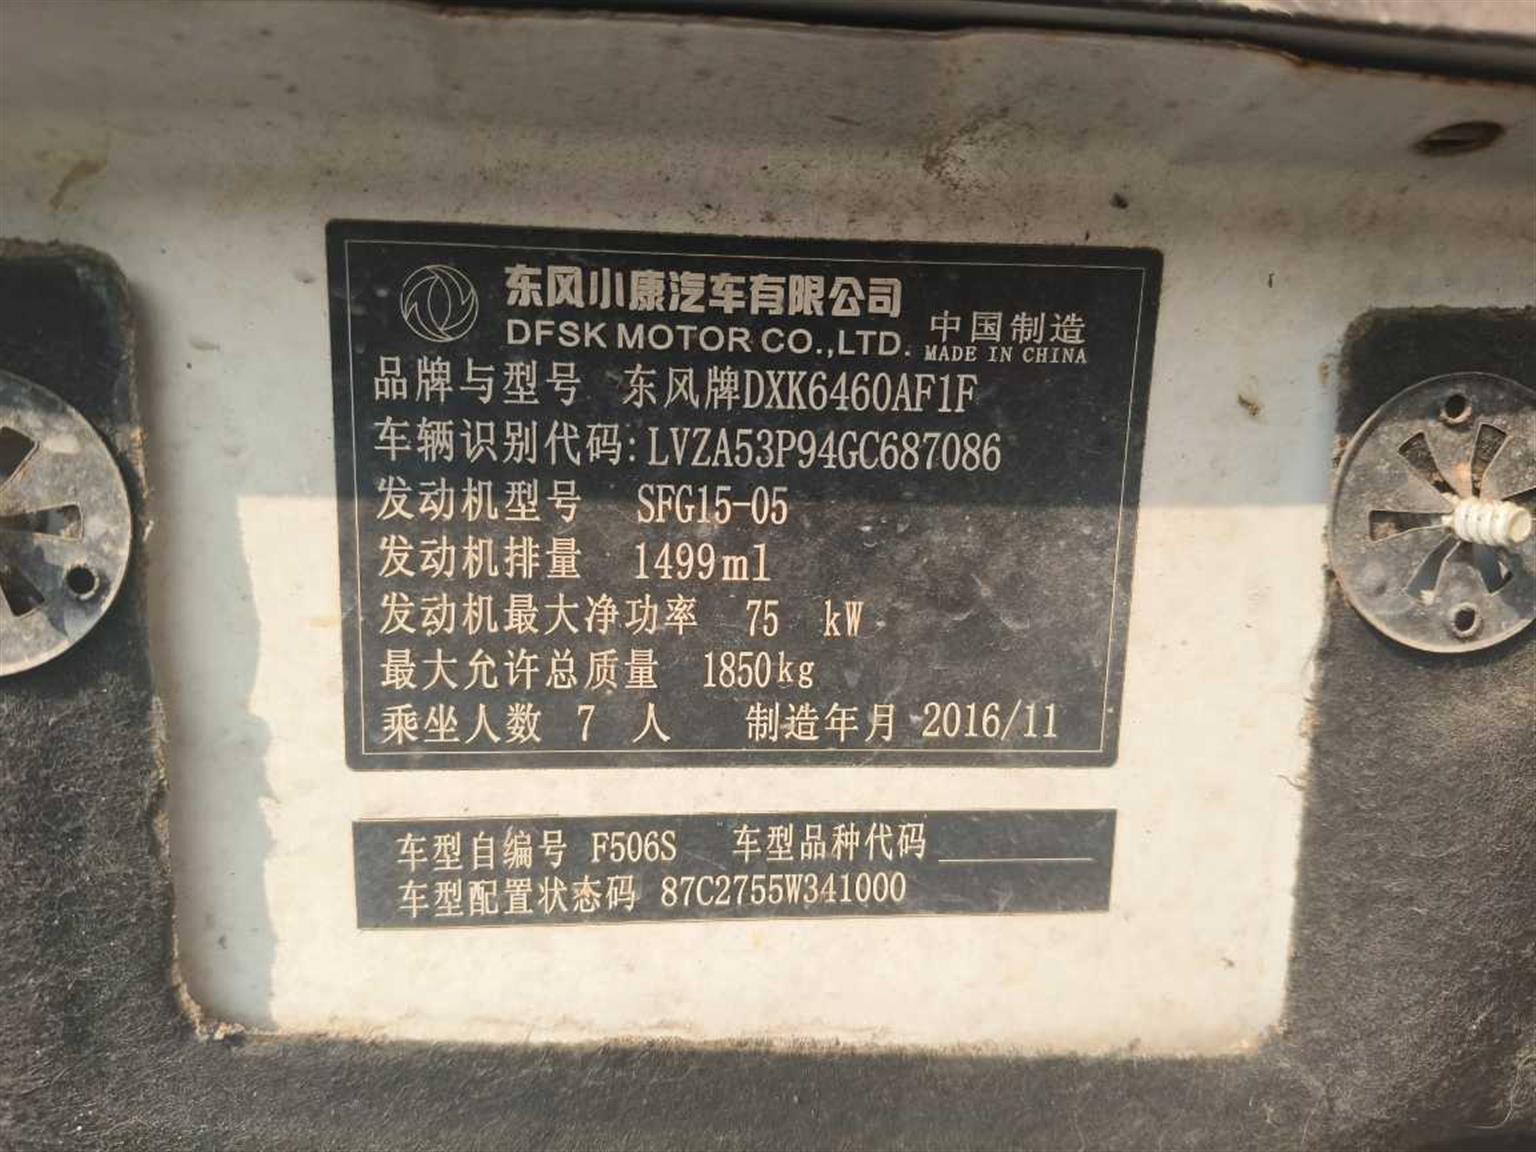 东风小康汽车有限公司
DFSK MOTOR CO.,LTD.
中国制造
MADE IN CHINA
品牌与型号 东风牌DXK6460AF1F
车辆识别代码:LVZA53P94GC687086
发动机型号 SFG15-05
发动机排量 1499ml
发动机最大净功率 75 kW
最大允许总质量 1850kg
乘坐人数 7 人 制造年月 2016/11
车型自编号 F506S 车型品种代码
车型配置状态码 87C2755W341000